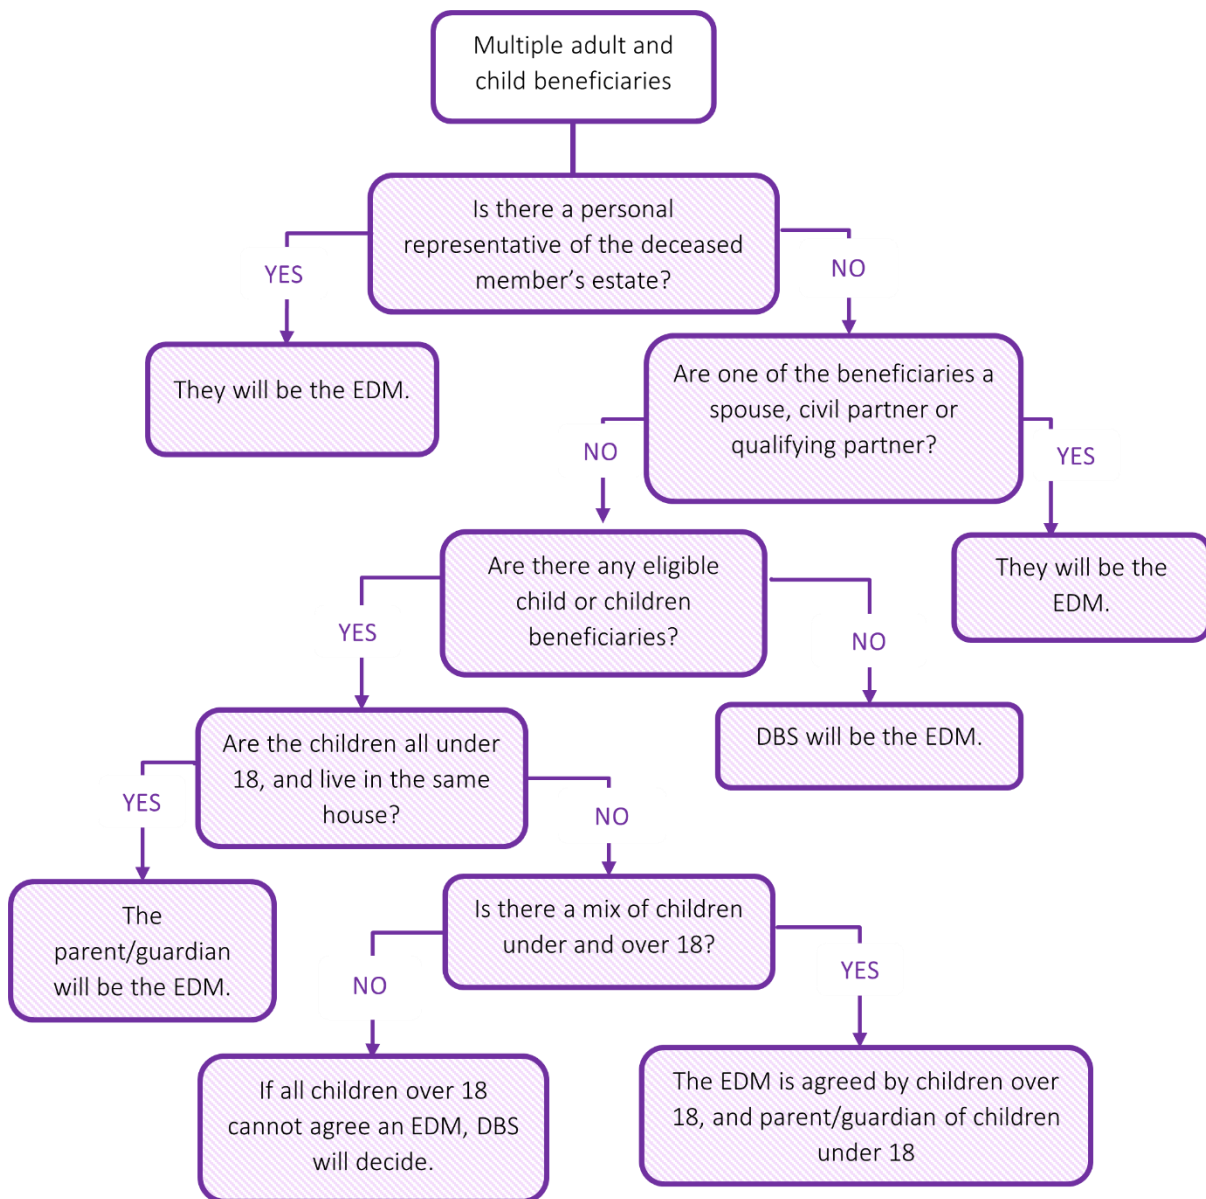 Multiple adult and
child beneficiaries
Is there a personal
representative of the deceased
member’s estate?
YES
NO
They will be the EDM.
Are one of the beneficiaries a
spouse, civil partner or
qualifying partner?
NO
YES
Are there any eligible
child or children
beneficiaries?
They will be the
EDM.
YES
NO
Are the children all under
18, and live in the same
house?
DBS will be the EDM.
YES
NO
The
parent/guardian
will be the EDM.
Is there a mix of children
under and over 18?
NO
YES
If all children over 18
cannot agree an EDM, DBS
will decide.
The EDM is agreed by children over
18, and parent/guardian of children
under 18